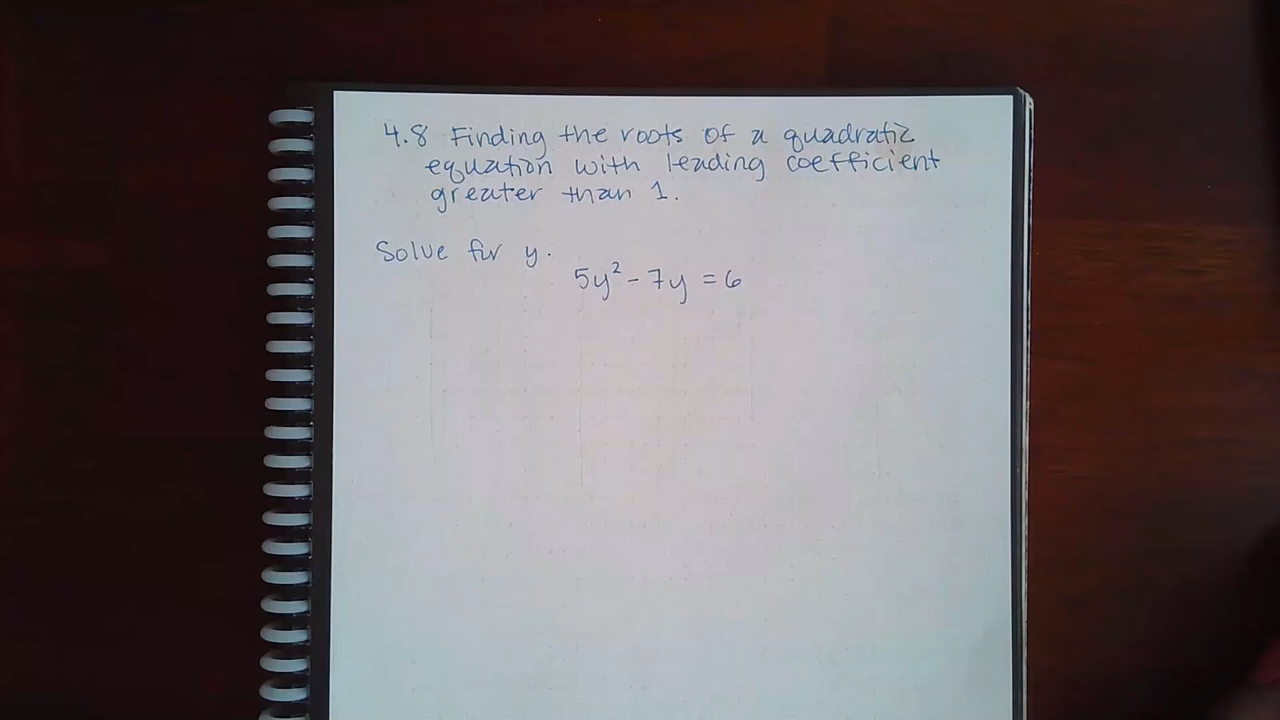 4.8 Finding the roots of a quadratic
equation with leading coefficient
greater than 1.
Solve for y.
5y² - 7y = 6